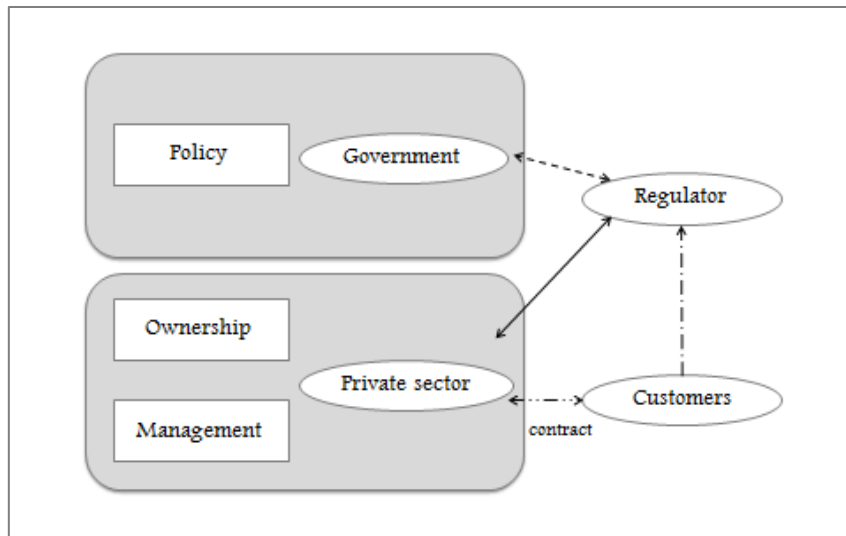 Policy
Government
Regulator
Ownership
Private sector
Customers
Management
contract